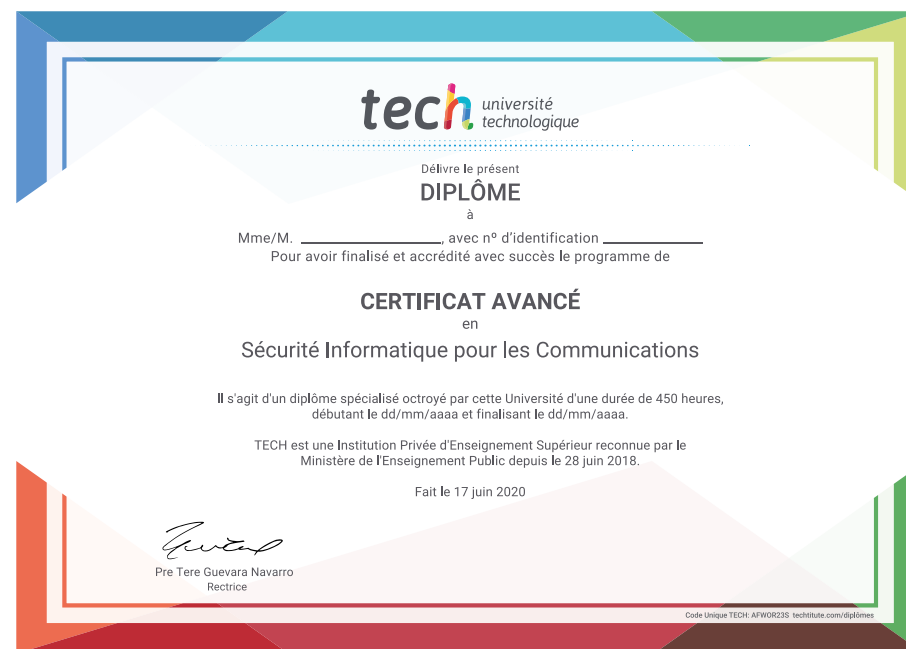 tech université
technologique
Délivre le présent
DIPLÔME
à
Mme/M. ____________________, avec nº d'identification ______________
Pour avoir finalisé et accrédité avec succès le programme de
CERTIFICAT AVANCÉ
en
Sécurité Informatique pour les Communications
Il s'agit d'un diplôme spécialisé octroyé par cette Université d'une durée de 450 heures,
débutant le dd/mm/aaaa et finalisant le dd/mm/aaaa.
TECH est une Institution Privée d'Enseignement Supérieur reconnue par le
Ministère de l'Enseignement Public depuis le 28 juin 2018.
Fait le 17 juin 2020
Pre Tere Guevara Navarro
Rectrice
Code Unique TECH: AFWOR23S techtitute.com/diplômes